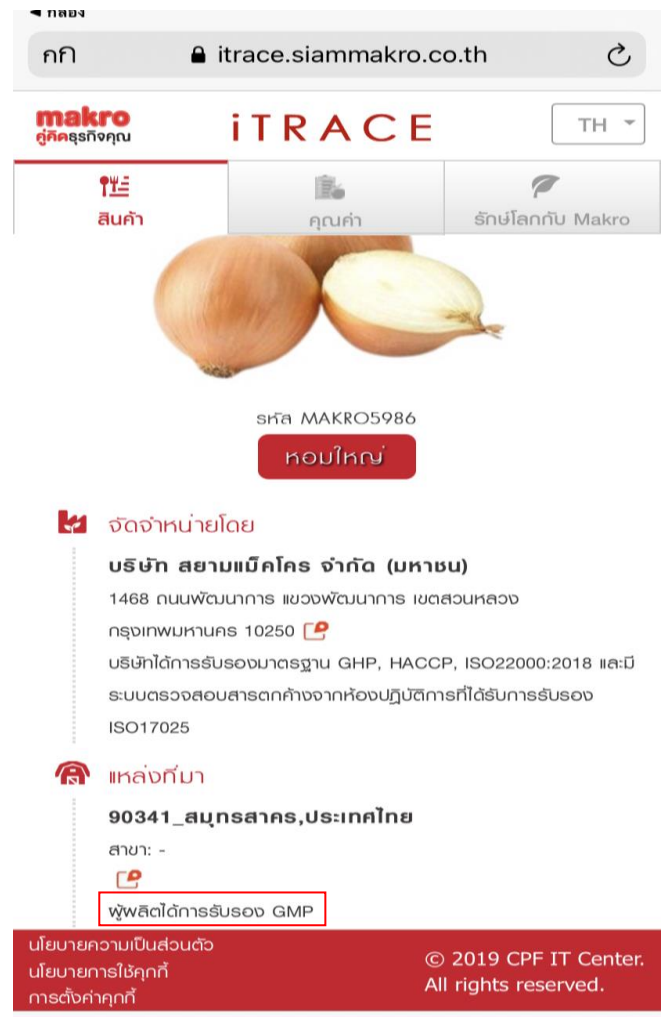 ◀ กล้อง
กก itrace.siammakro.co.th
makro
คู่คิดธุรกิจคุณ
iTRACE
TH
สินค้า
คุณค่า
รักษ์โลกกับ Makro
รหัส MAKRO5986
หอมใหญ่
จัดจำหน่ายโดย
บริษัท สยามแม็คโคร จำกัด (มหาชน)
1468 ถนนพัฒนาการ แขวงพัฒนาการ เขตสวนหลวง
กรุงเทพมหานคร 10250
บริษัทได้การรับรองมาตรฐาน GHP, HACCP, ISO22000:2018 และมี
ระบบตรวจสอบสารตกค้างจากห้องปฏิบัติการที่ได้รับการรับรอง
ISO17025
แหล่งที่มา
90341_สมุทรสาคร,ประเทศไทย
สาขา: -
ผู้ผลิตได้การรับรอง GMP
นโยบายความเป็นส่วนตัว
นโยบายการใช้คุกกี้
การตั้งค่าคุกกี้
© 2019 CPF IT Center.
All rights reserved.